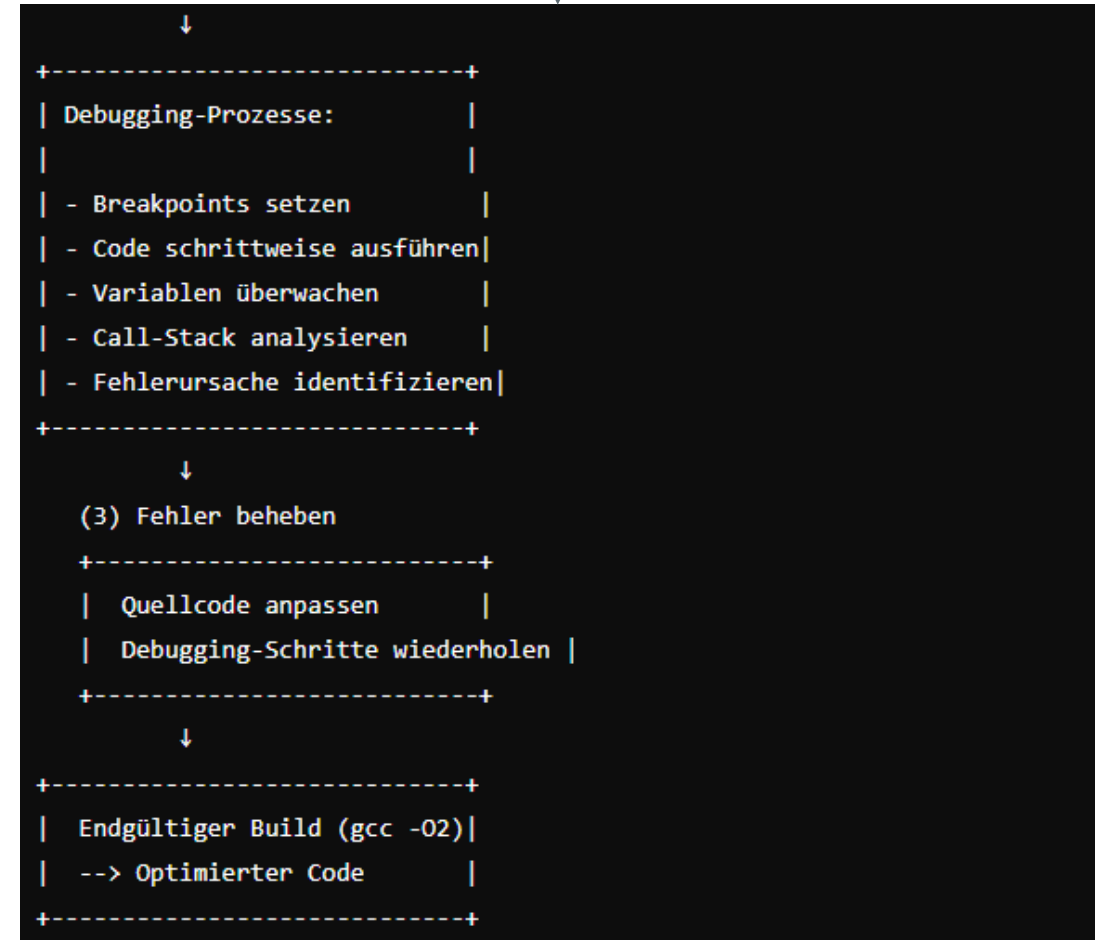 ↓
+-----------------------------+
| Debugging-Prozesse:         |
|                             |
| - Breakpoints setzen         |
| - Code schrittweise ausführen|
| - Variablen überwachen       |
| - Call-Stack analysieren     |
| - Fehlerursache identifizieren|
+-----------------------------+
          ↓
   (3) Fehler beheben
   +---------------------------+
   |  Quellcode anpassen       |
   |  Debugging-Schritte wiederholen |
   +---------------------------+
          ↓
+-----------------------------+
|  Endgültiger Build (gcc -O2)|
|  --> Optimierter Code       |
+-----------------------------+